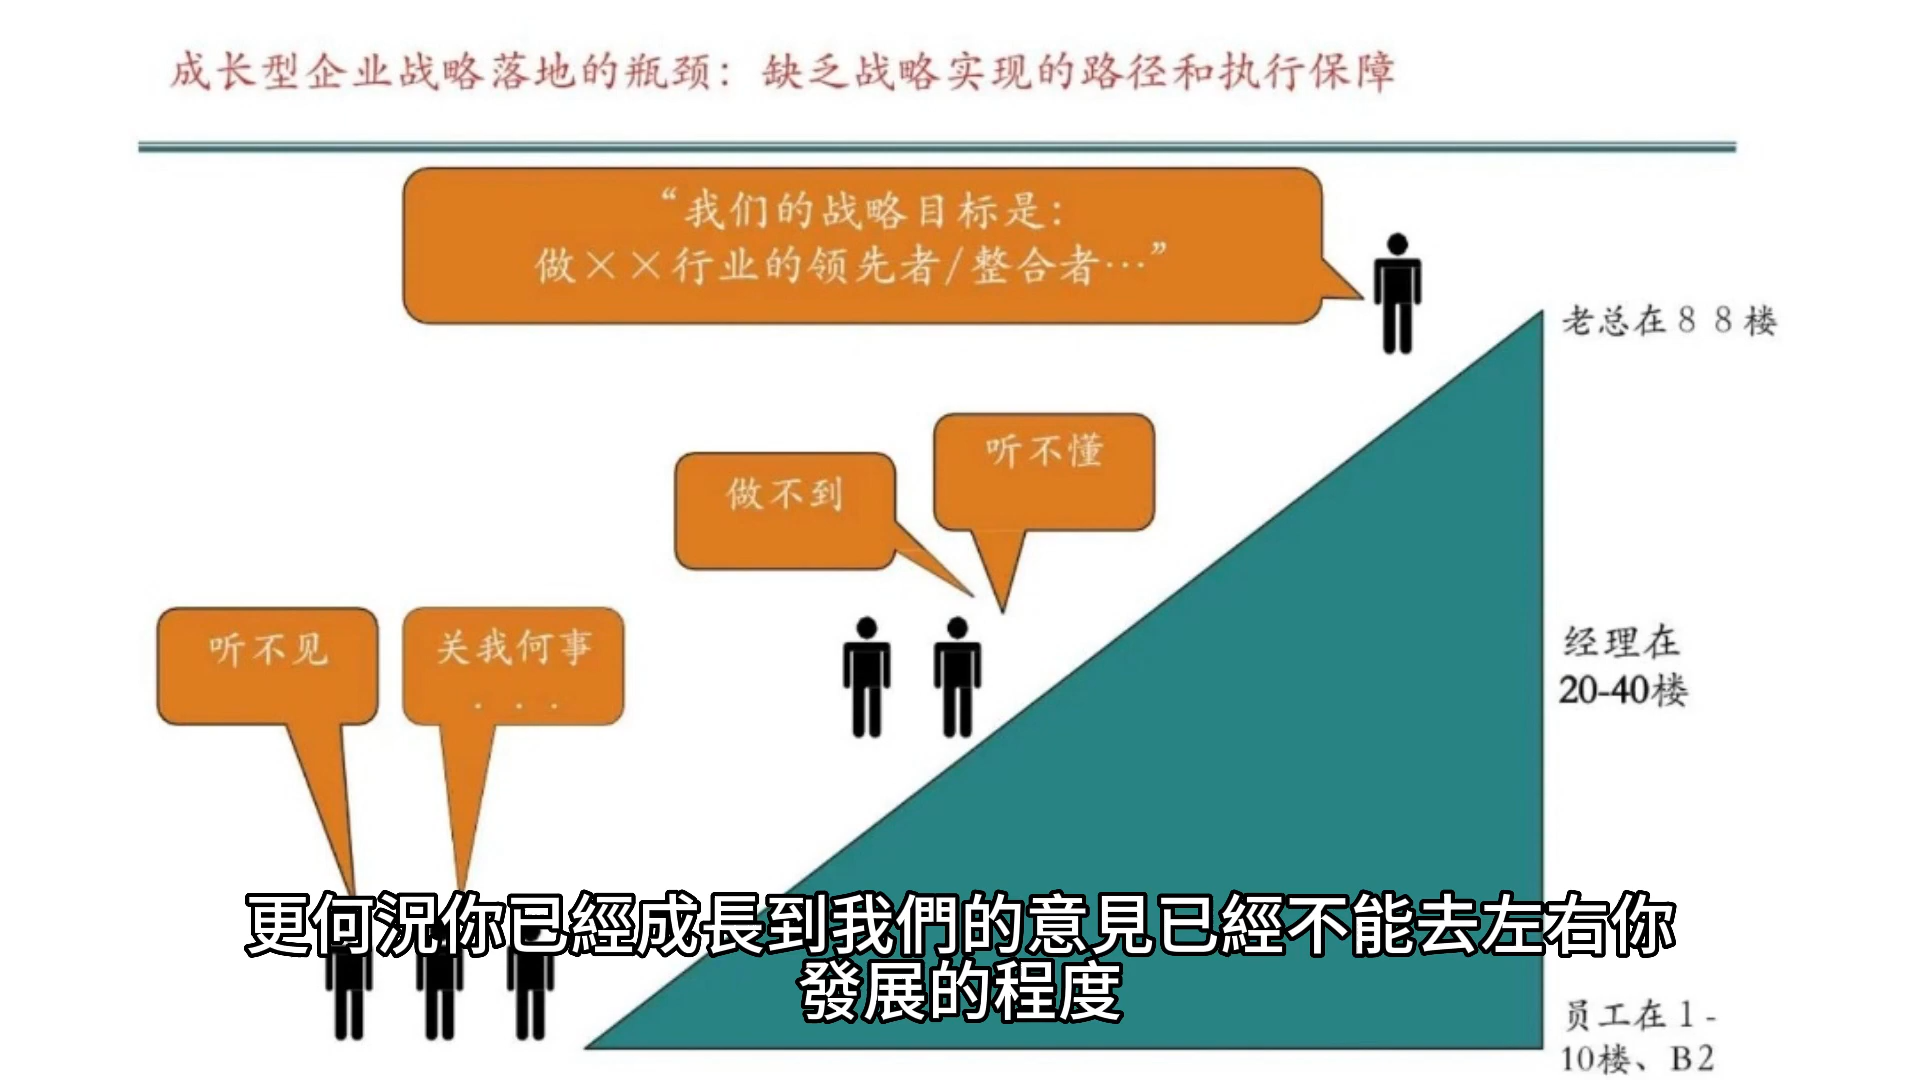 成长型企业战略落地的瓶颈：缺乏战略实现的路径和执行保障
“我们的战略目标是：
做××行业的领先者/整合者…”
老总在88楼
听不懂
做不到
听不见
关我何事
. . .
经理在
20-40楼
更何況你已經成長到我們的意見已經不能去左右你
發展的程度
员工在1-
10楼、B2